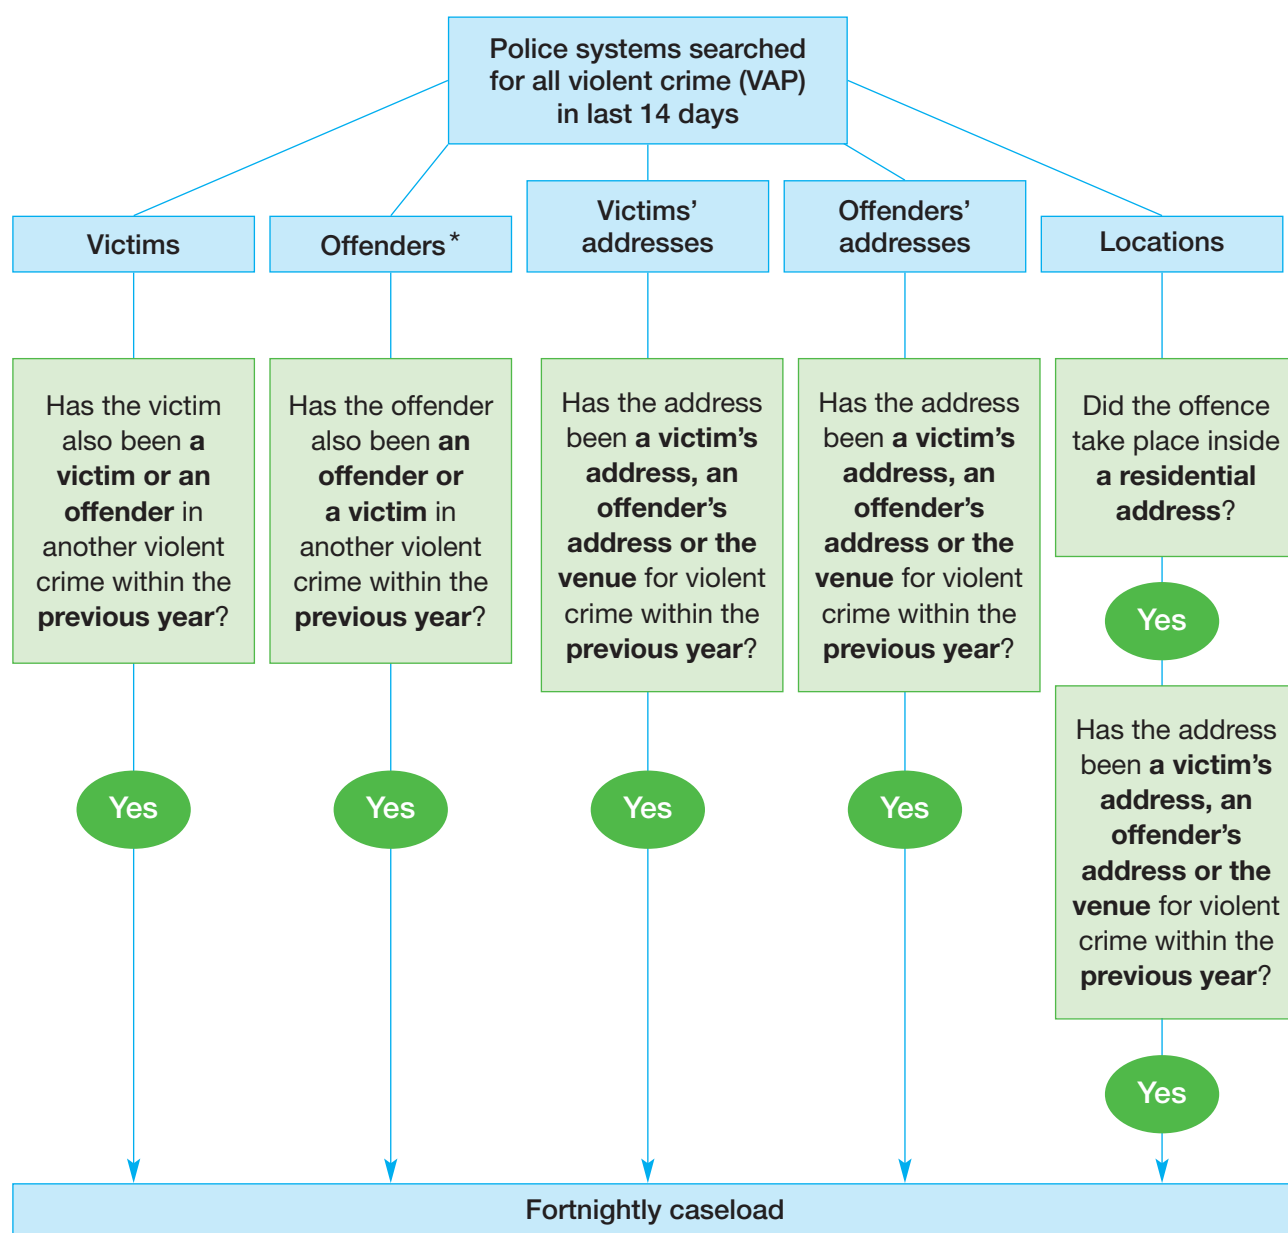 Police systems searched
for all violent crime (VAP)
in last 14 days
Victims
Offenders*
Victims’
addresses
Offenders’
addresses
Locations
Has the victim
also been a
victim or an
offender in
another violent
crime within the
previous year?
Has the offender
also been an
offender or
a victim in
another violent
crime within the
previous year?
Has the address
been a victim’s
address, an
offender’s
address or the
venue for violent
crime within the
previous year?
Has the address
been a victim’s
address, an
offender’s
address or the
venue for violent
crime within the
previous year?
Did the offence
take place inside
a residential
address?
Yes
Has the address
been a victim’s
address, an
offender’s
address or the
venue for violent
crime within the
previous year?
Yes
Yes
Yes
Yes
Yes
Fortnightly caseload